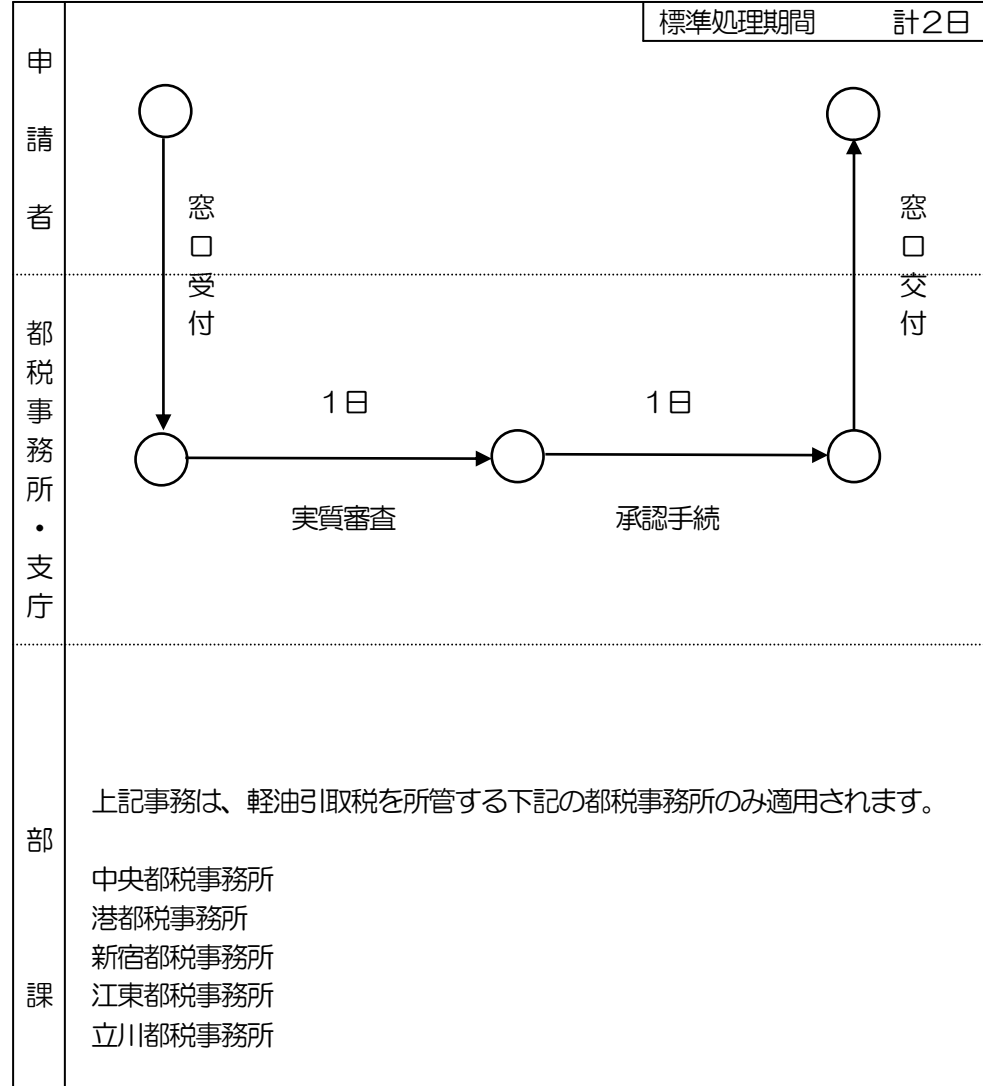 標準処理期間　計2日
申請者
窓口受付
窓口交付
都税事務所・支庁
1日
1日
実質審査
承認手続
部課
上記事務は、軽油引取税を所管する下記の都税事務所のみ適用されます。
中央都税事務所
港都税事務所
新宿都税事務所
江東都税事務所
立川都税事務所